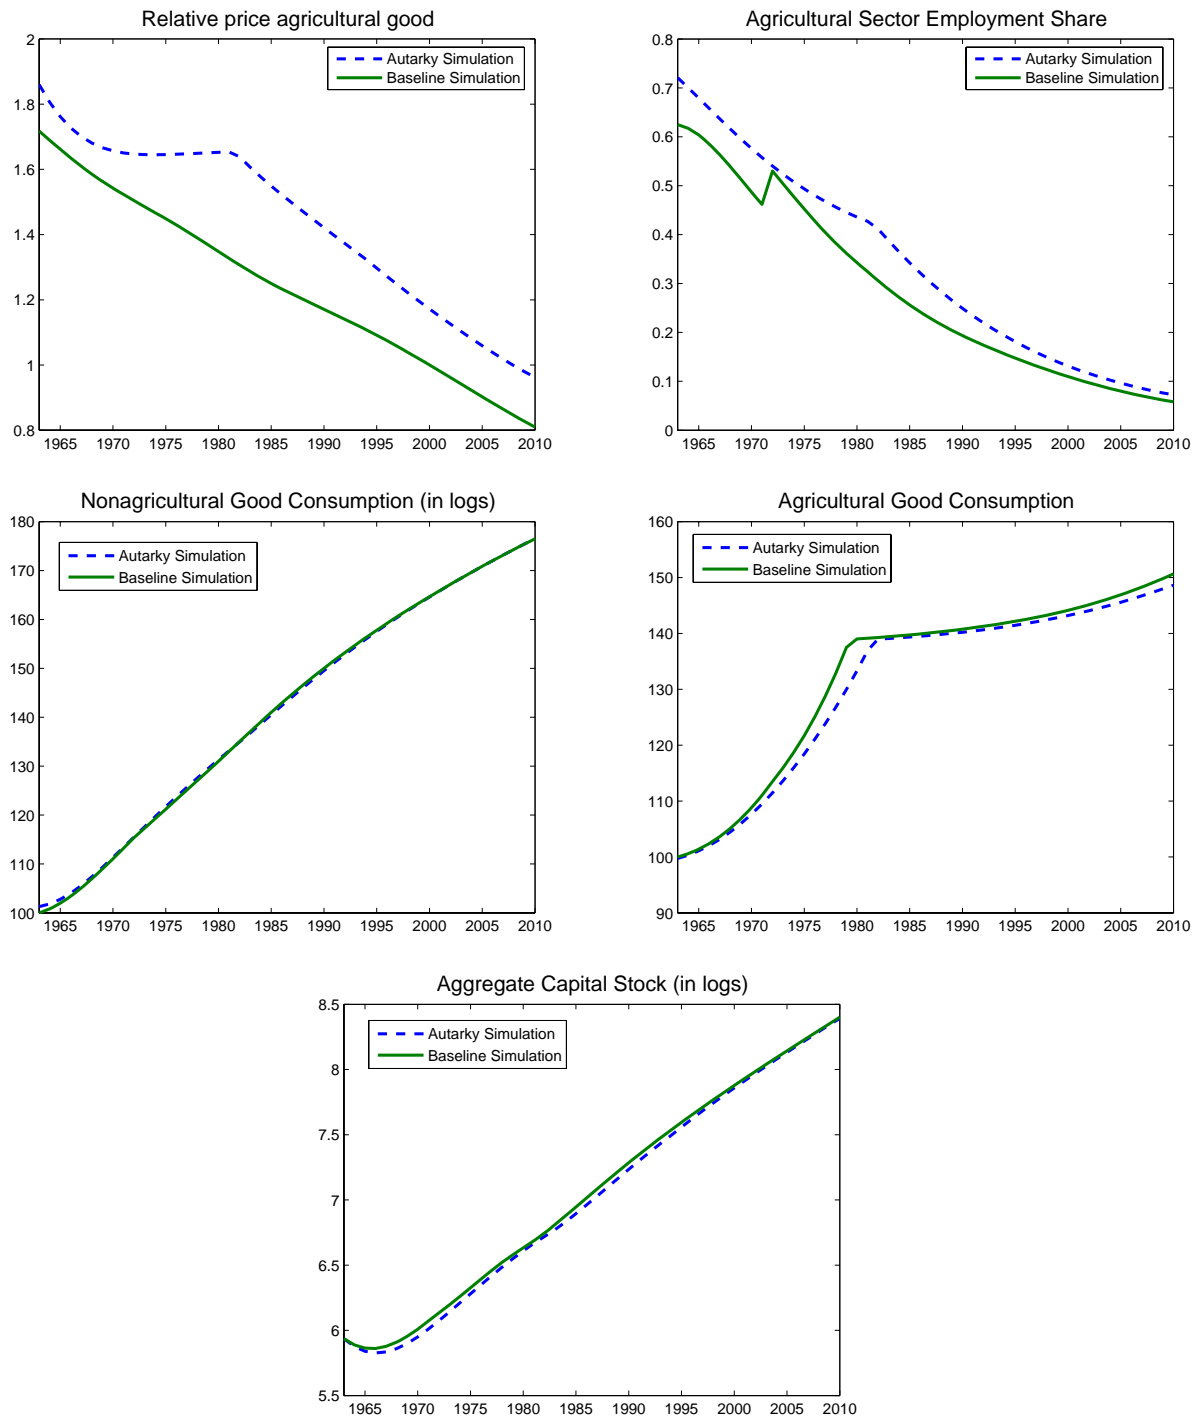 Relative price agricultural good
2
1.8
1.6
1.4
1.2
1
0.8
1965 1970 1975 1980 1985 1990 1995 2000 2005 2010
Autarky Simulation
Baseline Simulation
Agricultural Sector Employment Share
0.8
0.7
0.6
0.5
0.4
0.3
0.2
0.1
0
1965 1970 1975 1980 1985 1990 1995 2000 2005 2010
Autarky Simulation
Baseline Simulation
Nonagricultural Good Consumption (in logs)
180
170
160
150
140
130
120
110
100
1965 1970 1975 1980 1985 1990 1995 2000 2005 2010
Autarky Simulation
Baseline Simulation
Agricultural Good Consumption
160
150
140
130
120
110
100
90
1965 1970 1975 1980 1985 1990 1995 2000 2005 2010
Autarky Simulation
Baseline Simulation
Aggregate Capital Stock (in logs)
8.5
8
7.5
7
6.5
6
5.5
1965 1970 1975 1980 1985 1990 1995 2000 2005 2010
Autarky Simulation
Baseline Simulation